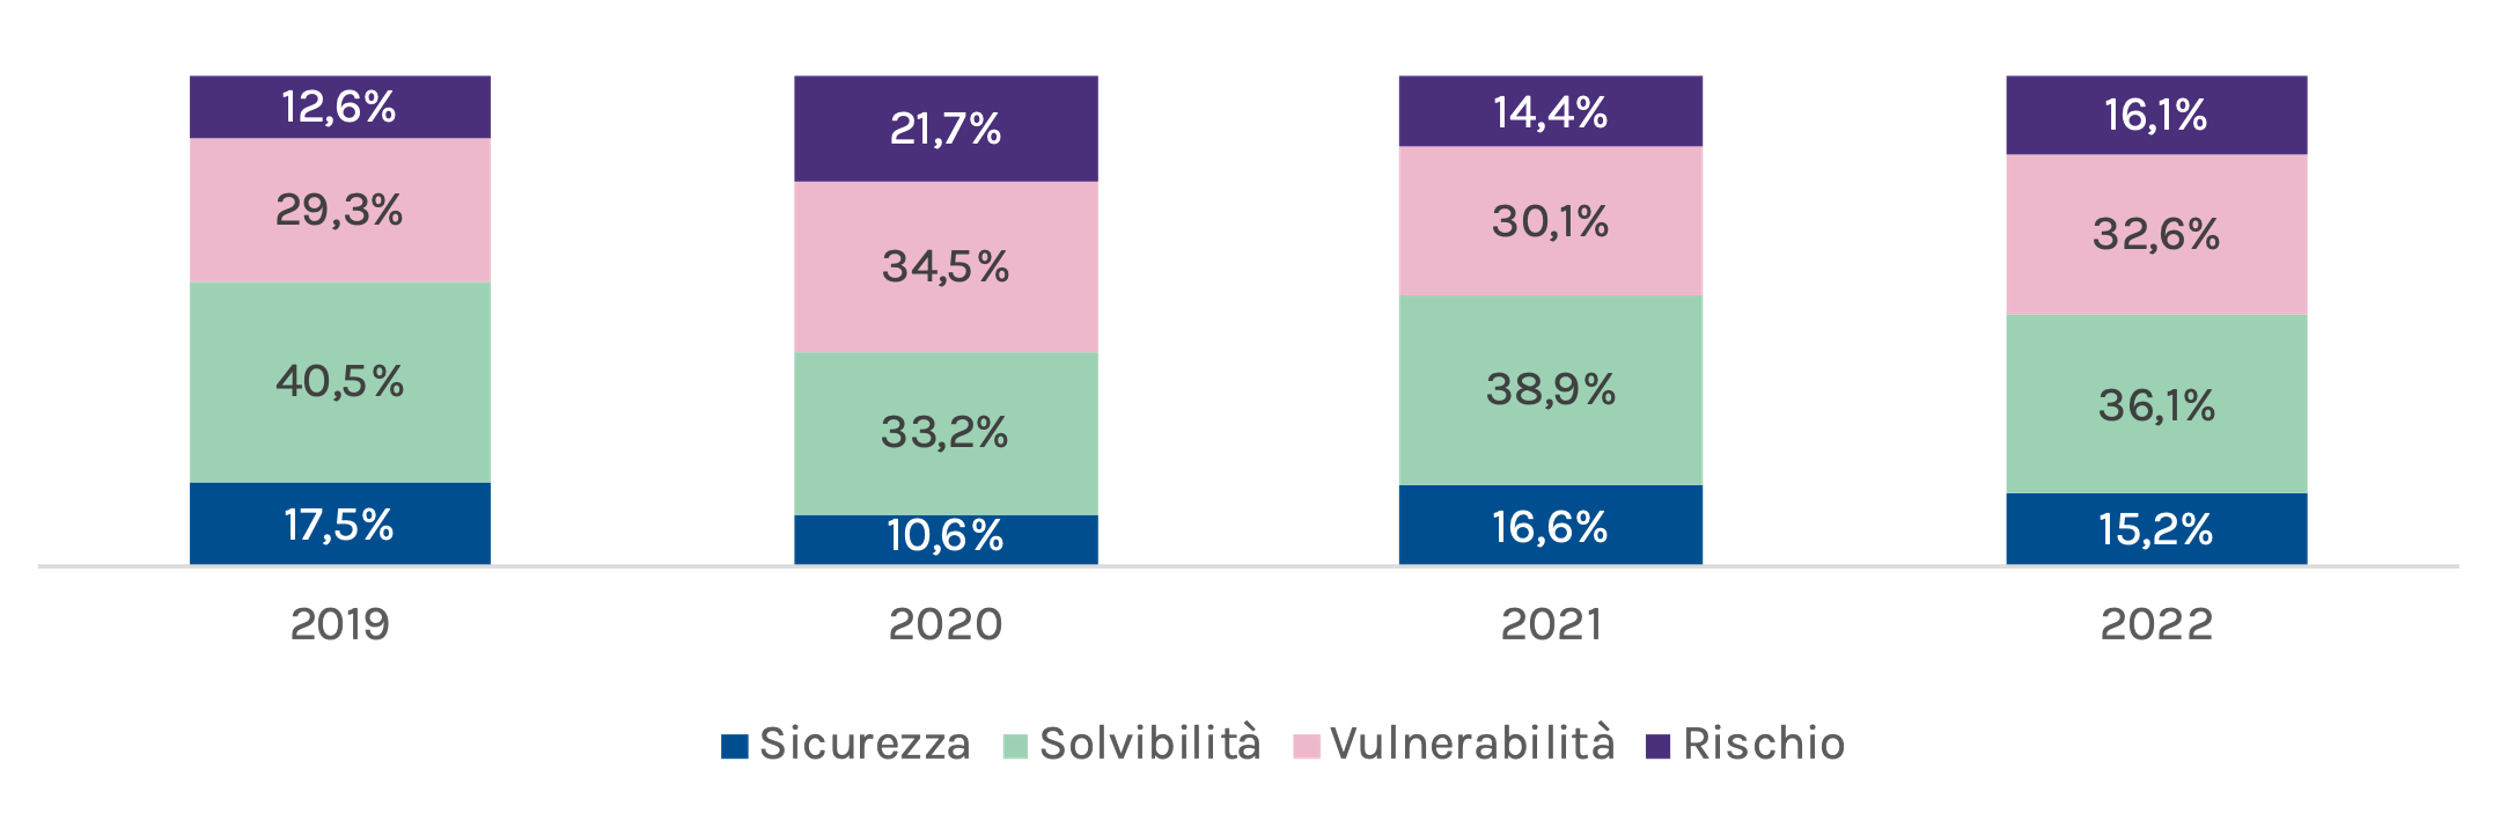 12,6% 21,7% 14,4% 16,1%
29,3% 34,5% 30,1% 32,6%
40,5% 33,2% 38,9% 36,1%
17,5% 10,6% 16,6% 15,2%
2019 2020 2021 2022
Sicurezza Solvibilità Vulnerabilità Rischio